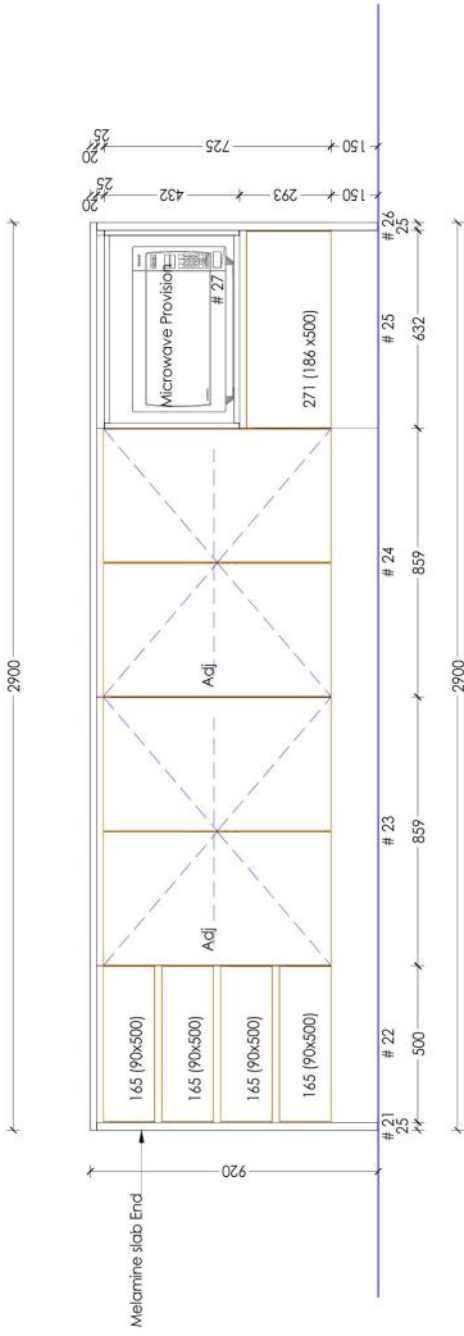 2900
20
25
25
20
725
432
293
150
150
920
Melamine slab End
165 (90x500)
165 (90x500)
165 (90x500)
165 (90x500)
Adj
Adj
Microwave Provision
# 27
271 (186 x500)
# 21
# 22
# 23
# 24
# 25
# 26
25
500
859
859
632
25
2900